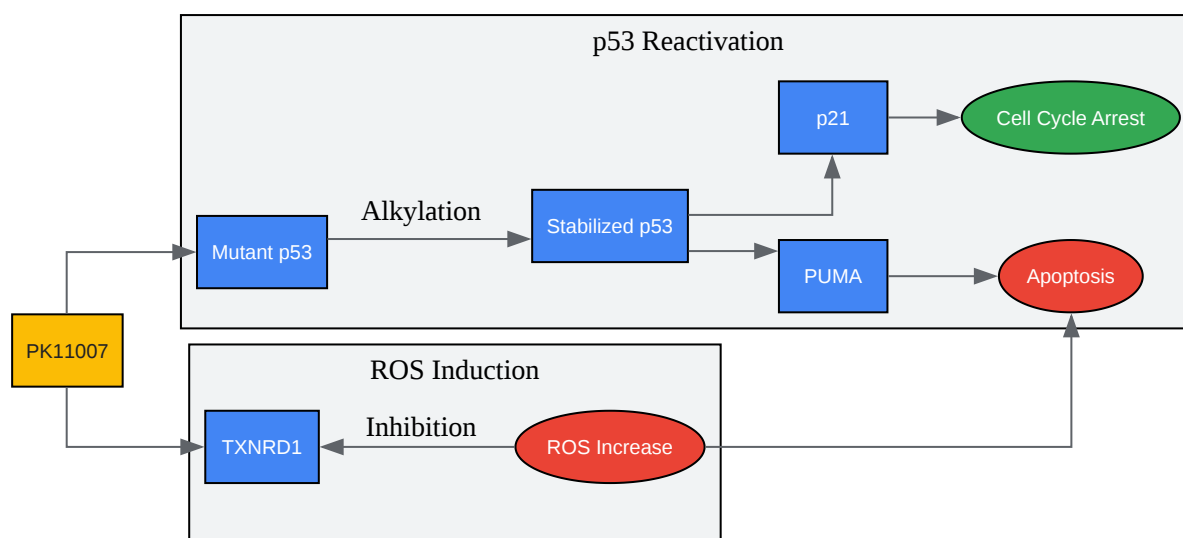 p53 Reactivation
p21
Cell Cycle Arrest
Alkylation
Mutant p53
Stabilized p53
PUMA
Apoptosis
PK11007
ROS Induction
Inhibition
TXNRD1
ROS Increase